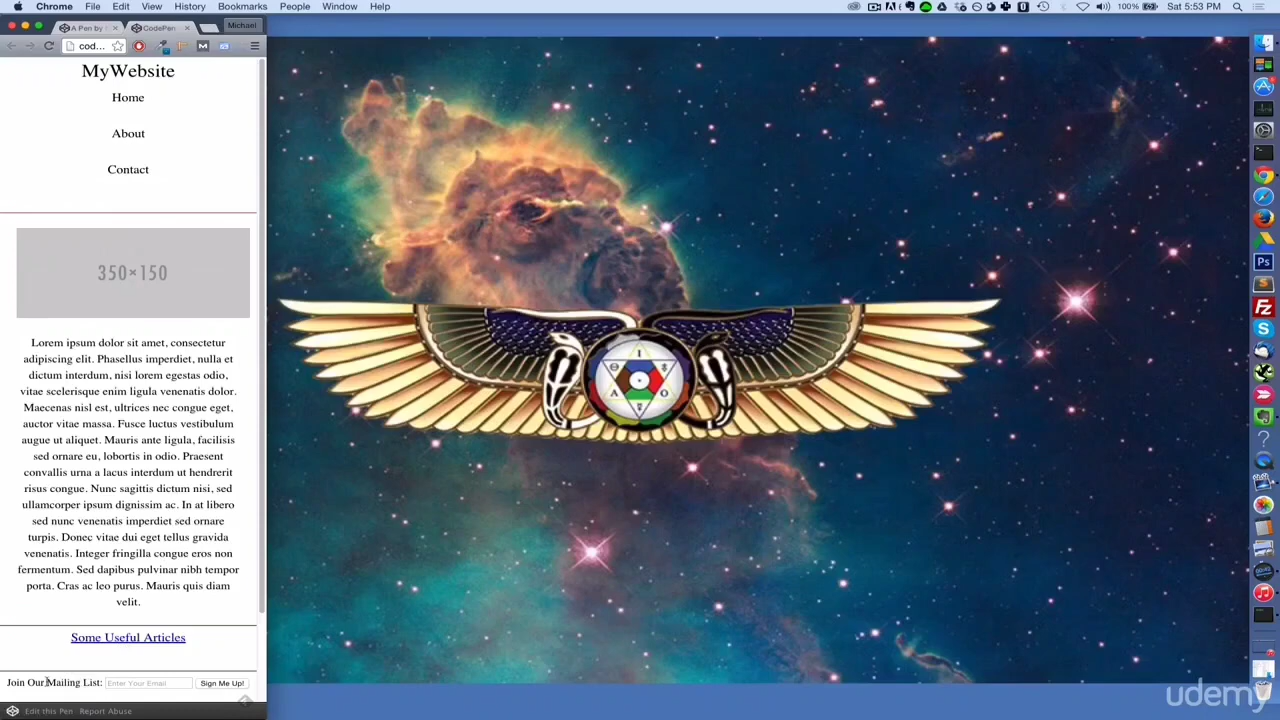 Chrome File Edit View History Bookmarks People Window Help 100% Sat 5:53 PM
A Pen by CodePen Michael
cod...
MyWebsite
Home
About
Contact
350×150
Lorem ipsum dolor sit amet, consectetur
adipiscing elit. Phasellus imperdiet, nulla et
dictum interdum, nisi lorem egestas odio,
vitae scelerisque enim ligula venenatis dolor.
Maecenas nisl est, ultrices nec congue eget,
auctor vitae massa. Fusce luctus vestibulum
augue ut aliquet. Mauris ante ligula, facilisis
sed ornare eu, lobortis in odio. Praesent
convallis urna a lacus interdum ut hendrerit
risus congue. Nunc sagittis dictum nisi, sed
ullamcorper ipsum dignissim ac. In at libero
sed nunc venenatis imperdiet sed ornare
turpis. Donec vitae dui eget tellus gravida
venenatis. Integer fringilla congue eros non
fermentum. Sed dapibus pulvinar nibh tempor
porta. Cras ac leo purus. Mauris quis diam
velit.
Some Useful Articles
Join Our Mailing List: Enter Your Email Sign Me Up!
Edit this Pen Report Abuse
I
A O
Ps
Fz
udemy